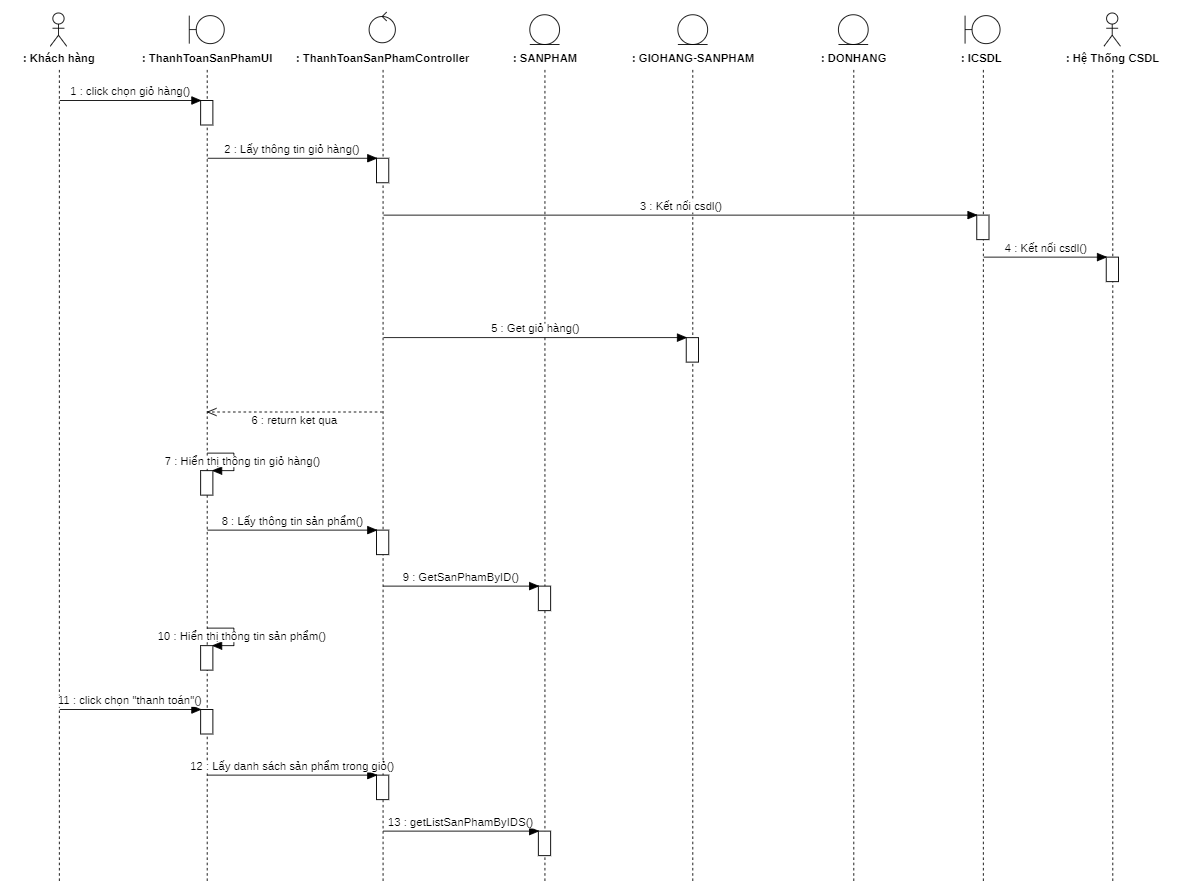 : Khách hàng
: ThanhToanSanPhamUI
: ThanhToanSanPhamController
: SANPHAM
: GIOHANG-SANPHAM
: DONHANG
: ICSDL
: Hệ Thống CSDL
1 : click chọn giỏ hàng()
2 : Lấy thông tin giỏ hàng()
3 : Kết nối csdl()
4 : Kết nối csdl()
5 : Get giỏ hàng()
6 : return ket qua
7 : Hiển thị thông tin giỏ hàng()
8 : Lấy thông tin sản phẩm()
9 : GetSanPhamByID()
10 : Hiển thị thông tin sản phẩm()
11 : click chọn "thanh toán"()
12 : Lấy danh sách sản phẩm trong giỏ()
13 : getListSanPhamByIDS()